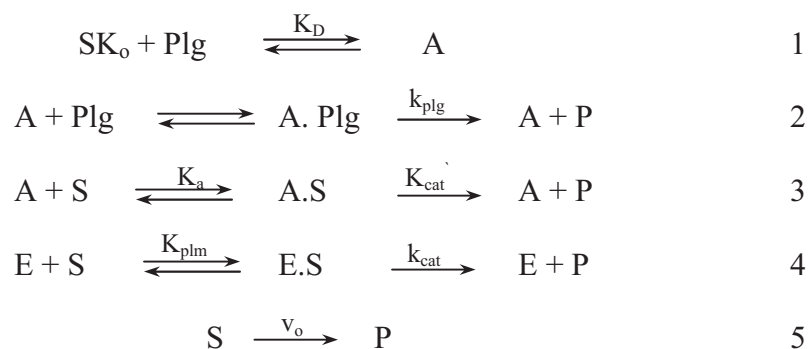 SKo + Plg ⇌ KD A 1
A + Plg ⇌ A. Plg → kplg A + P 2
A + S ⇌ Ka A.S → Kcat` A + P 3
E + S ⇌ Kplm E.S → kcat E + P 4
S → vo P 5